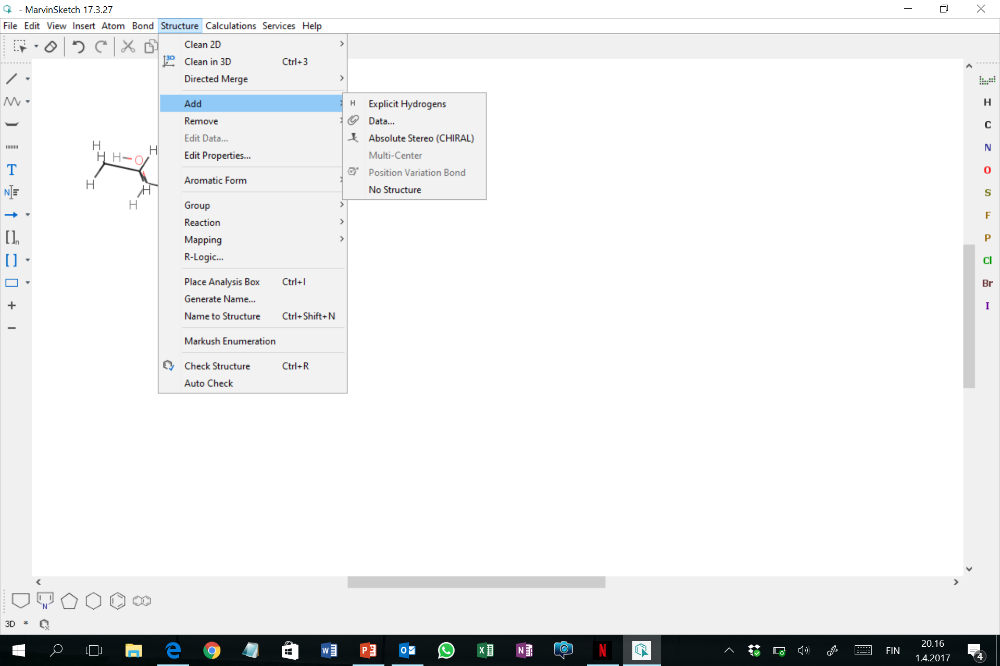 - MarvinSketch 17.3.27
File Edit View Insert Atom Bond Structure Calculations Services Help
Clean 2D
3D Clean in 3D Ctrl+3
Directed Merge
Add
Remove
Edit Data...
Edit Properties...
Aromatic Form
Group
Reaction
Mapping
R-Logic...
Place Analysis Box Ctrl+I
Generate Name...
Name to Structure Ctrl+Shift+N
Markush Enumeration
Check Structure Ctrl+R
Auto Check
H Explicit Hydrogens
Data...
Absolute Stereo (CHIRAL)
Multi-Center
Position Variation Bond
No Structure
T
N
[ ]n
[ ]
+
−
H
H H O H
H H
H
H
C
N
O
S
F
P
Cl
Br
I
N
3D *
FIN
20.16
1.4.2017
4